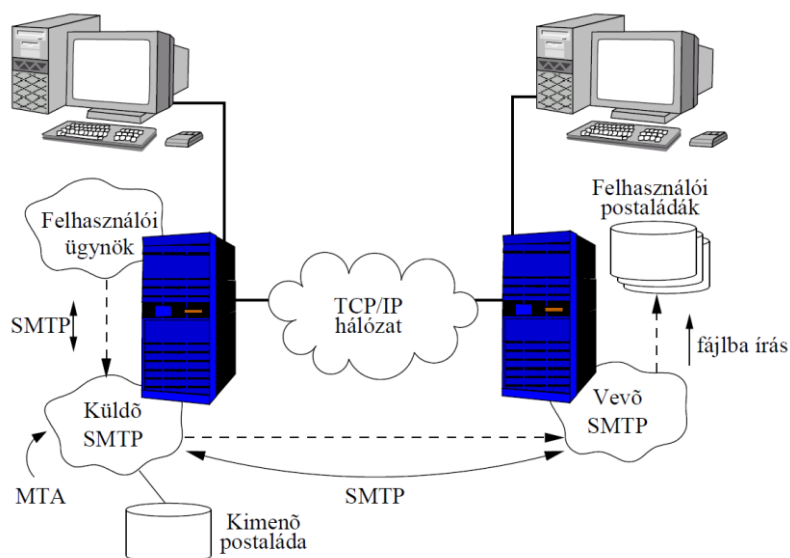 Felhasználói
ügynök
Felhasználói
postaládák
TCP/IP
hálózat
SMTP
fájlba írás
Küldõ
SMTP
Vevõ
SMTP
MTA
SMTP
Kimenõ
postaláda